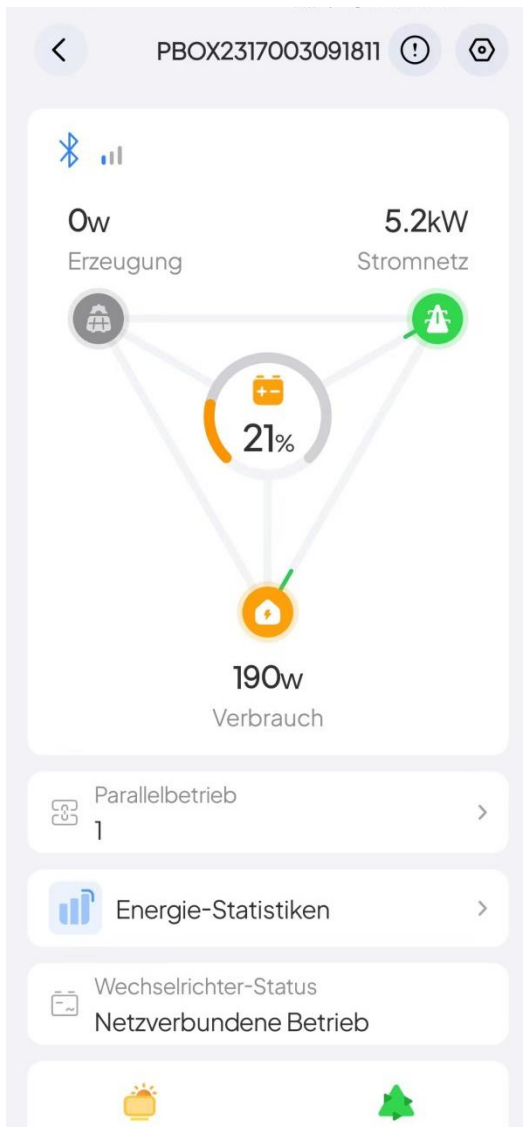 PBOX2317003091811
0w
5.2kW
Erzeugung
Stromnetz
21%
190w
Verbrauch
Parallelbetrieb
1
Energie-Statistiken
Wechselrichter-Status
Netzverbundene Betrieb